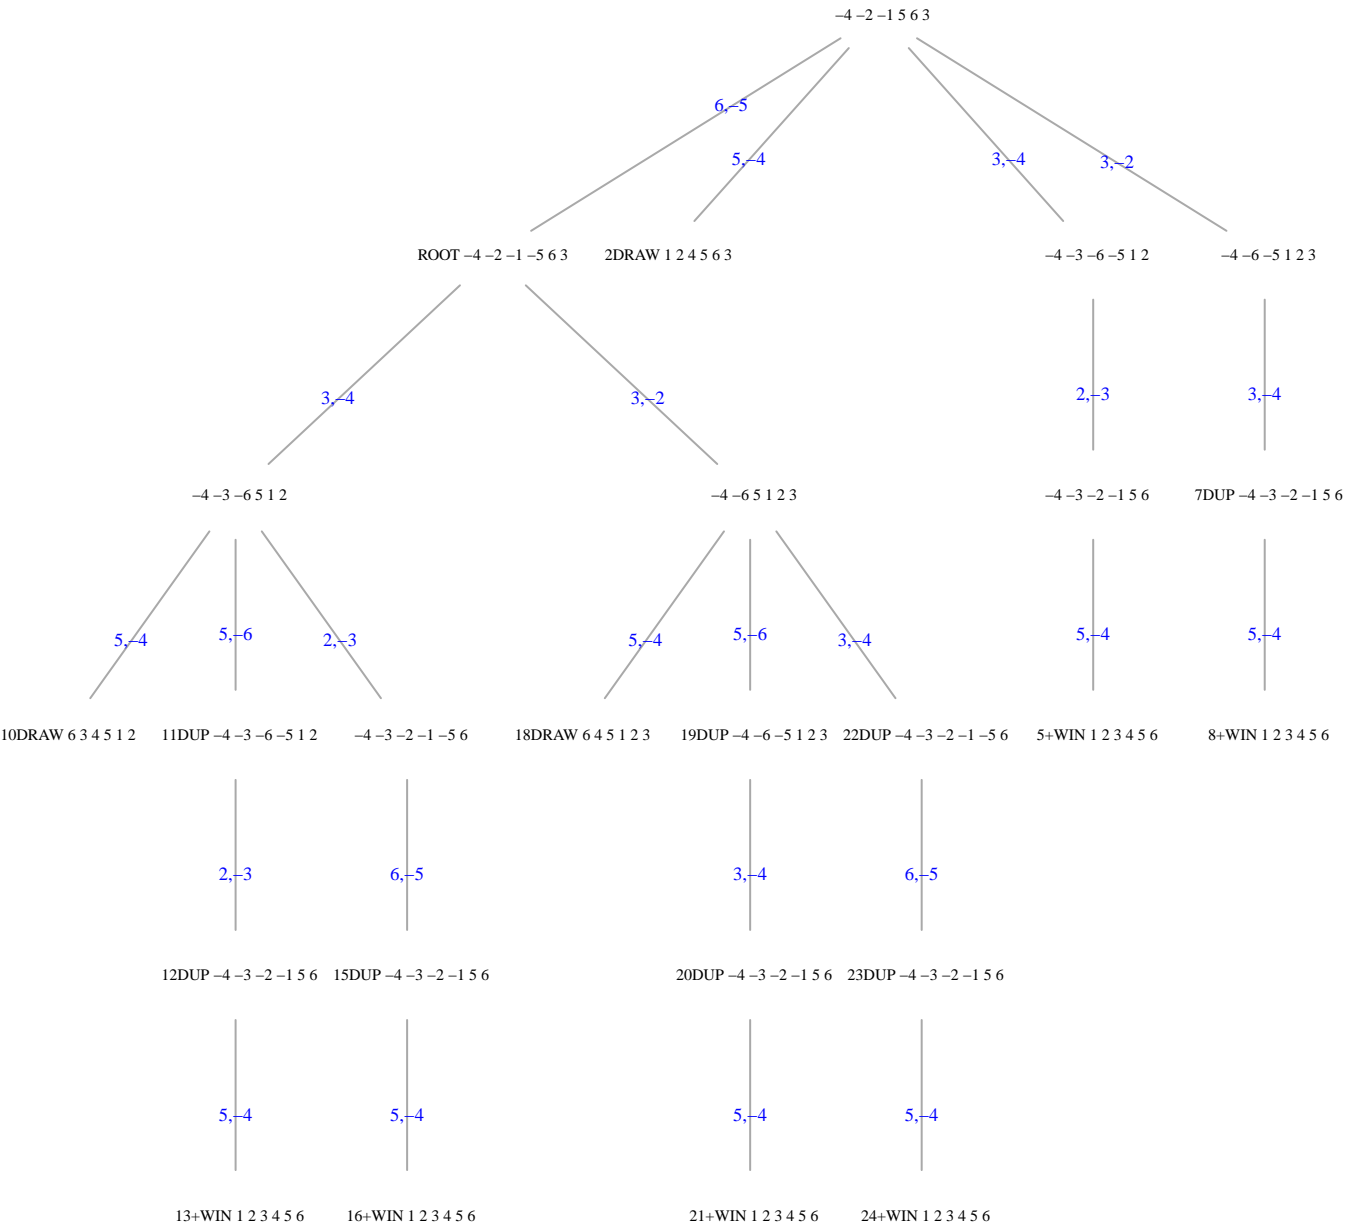 −4 −2 −1 5 6 3
6,−5
5,−4
3,−4
3,−2
ROOT −4 −2 −1 −5 6 3
2DRAW 1 2 4 5 6 3
−4 −3 −6 −5 1 2
−4 −6 −5 1 2 3
3,−4
3,−2
2,−3
3,−4
−4 −3 −6 5 1 2
−4 −6 5 1 2 3
−4 −3 −2 −1 5 6
7DUP −4 −3 −2 −1 5 6
5,−4
5,−6
2,−3
5,−4
5,−6
3,−4
5,−4
5,−4
10DRAW 6 3 4 5 1 2
11DUP −4 −3 −6 −5 1 2
−4 −3 −2 −1 −5 6
18DRAW 6 4 5 1 2 3
19DUP −4 −6 −5 1 2 3
22DUP −4 −3 −2 −1 −5 6
5+WIN 1 2 3 4 5 6
8+WIN 1 2 3 4 5 6
2,−3
6,−5
3,−4
6,−5
12DUP −4 −3 −2 −1 5 6
15DUP −4 −3 −2 −1 5 6
20DUP −4 −3 −2 −1 5 6
23DUP −4 −3 −2 −1 5 6
5,−4
5,−4
5,−4
5,−4
13+WIN 1 2 3 4 5 6
16+WIN 1 2 3 4 5 6
21+WIN 1 2 3 4 5 6
24+WIN 1 2 3 4 5 6